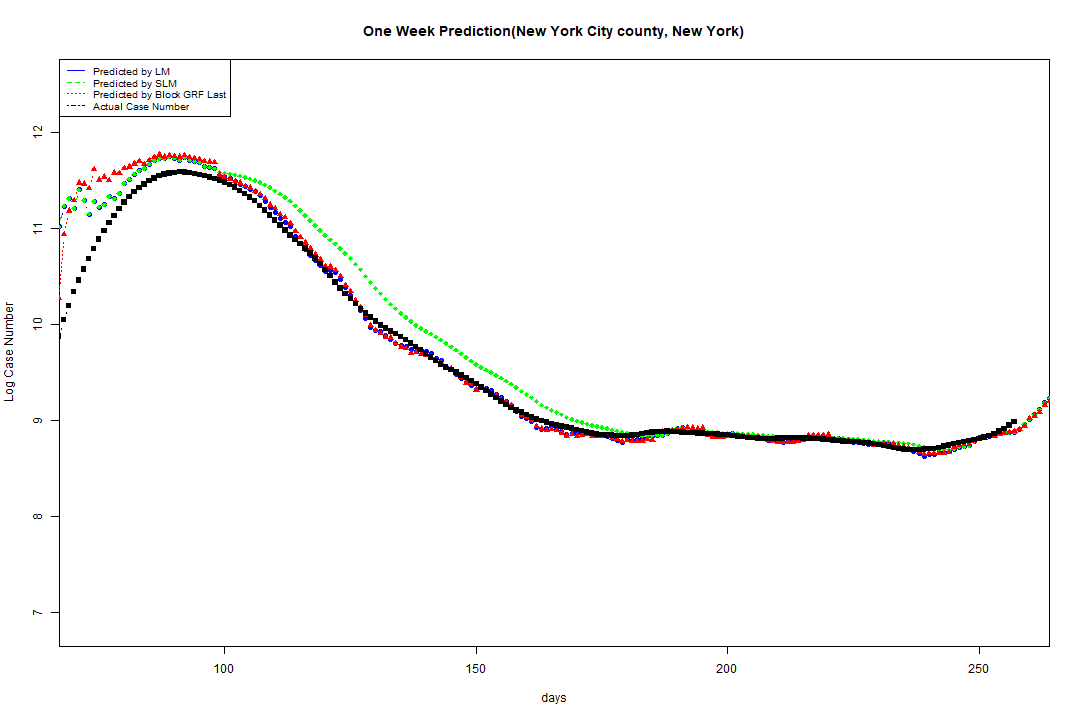 One Week Prediction(New York City county, New York)
Predicted by LM
Predicted by SLM
Predicted by Block GRF Last
Actual Case Number
12
11
10
9
8
7
Log Case Number
100 150 200 250
days